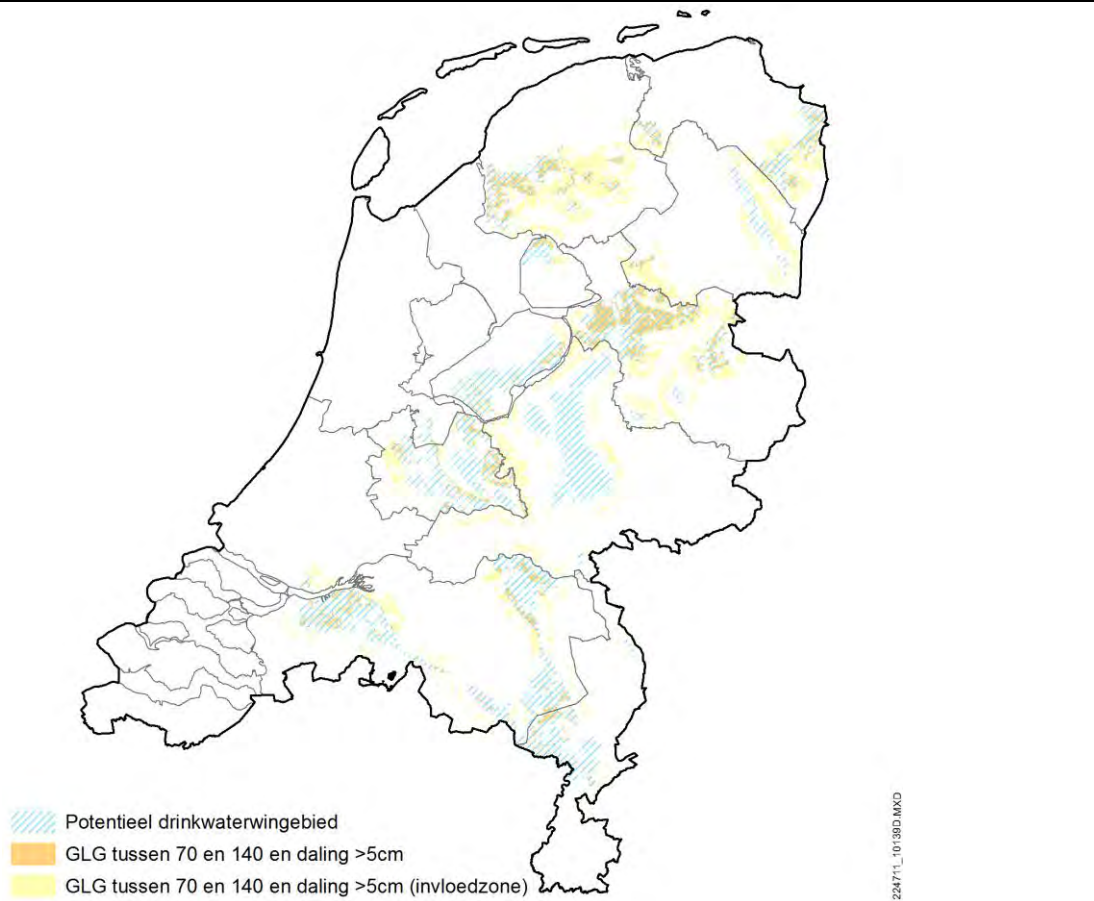 Potentieel drinkwaterwingebied
GLG tussen 70 en 140 en daling >5cm
GLG tussen 70 en 140 en daling >5cm (invloedzone)
224711_10139D.MXD